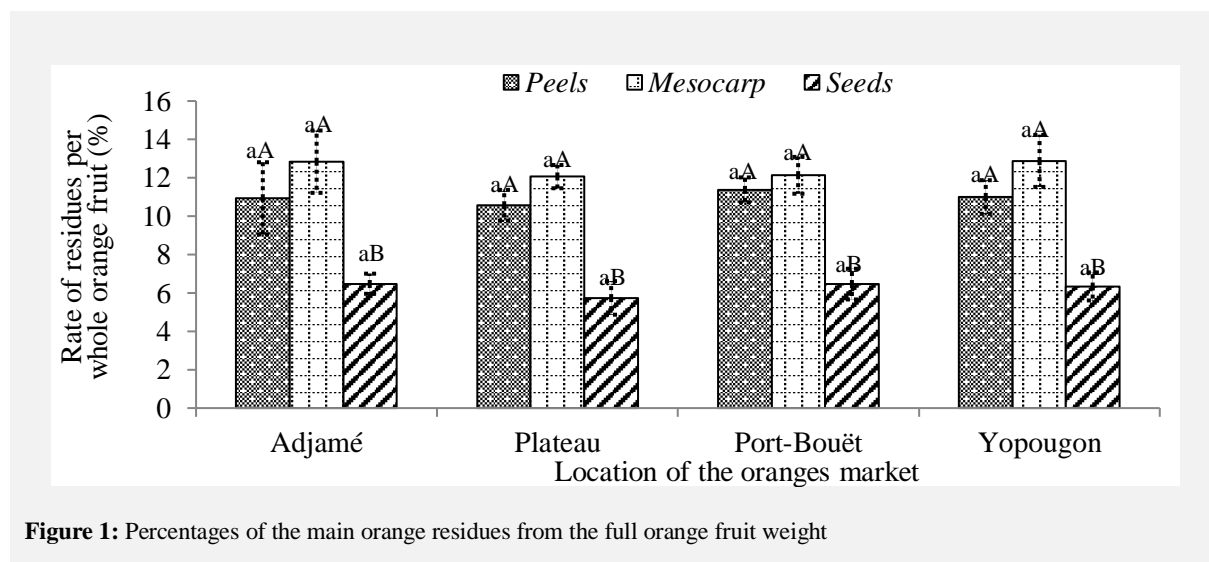 Peels Mesocarp Seeds
Rate of residues per
whole orange fruit (%)
16
14
12
10
8
6
4
2
0
aA aA aB
aA aA aB
aA aA aB
aA aA aB
Adjamé Plateau Port-Bouët Yopougon
Location of the oranges market
Figure 1: Percentages of the main orange residues from the full orange fruit weight